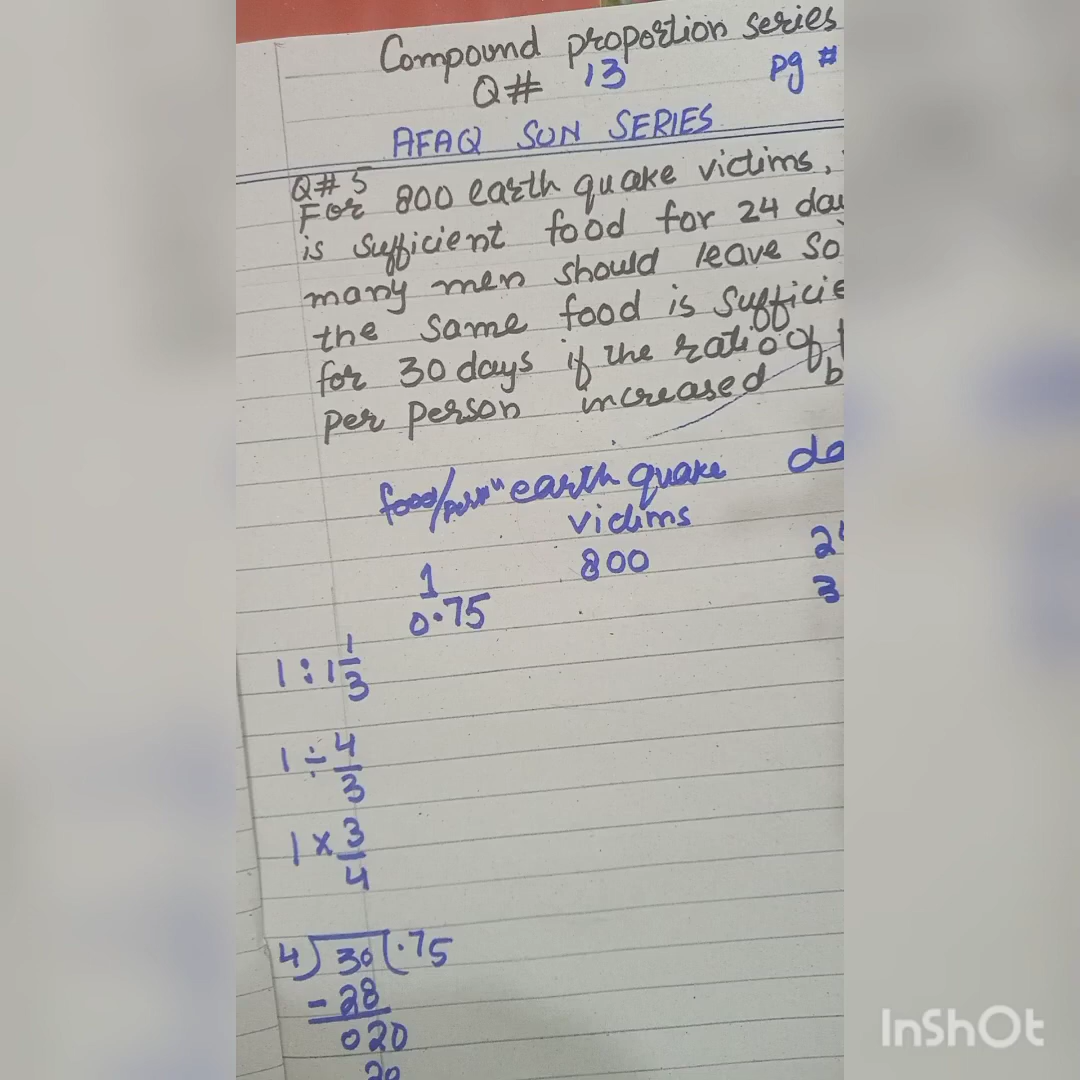 Compound proportion series
Q# 13 pg #
AFAQ SUN SERIES
Q# 5
For 800 earth quake victims,
is sufficient food for 24
many men should leave so
the same food is
for 30 days if the ratio of
per person increased
food/person earth quake
victims
1 800
0.75 3
1 : 1 1/3
1 ÷ 4/3
1 × 3/4
4 ) 30 ( .75
- 28
020
20
InShOt